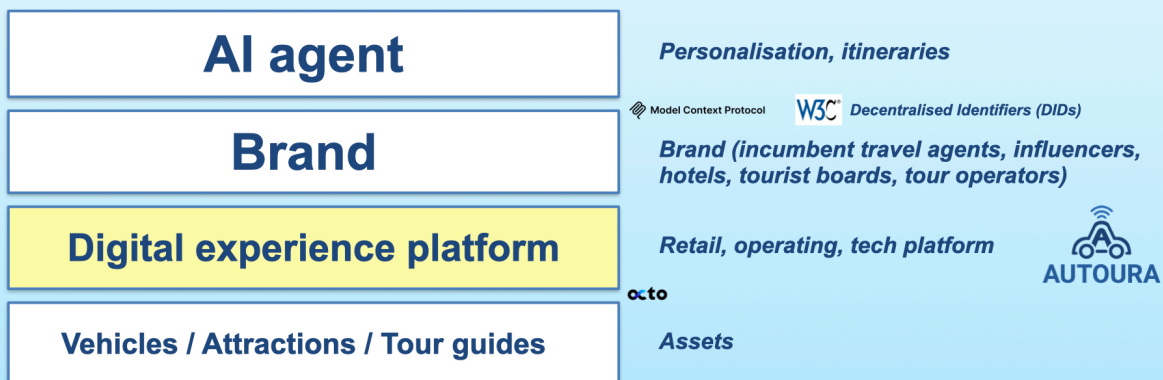 AI agent
Personalisation, itineraries
Model Context Protocol
W3C® Decentralised Identifiers (DIDs)
Brand
Brand (incumbent travel agents, influencers,
hotels, tourist boards, tour operators)
Digital experience platform
Retail, operating, tech platform
AUTOURA
octo
Vehicles / Attractions / Tour guides
Assets